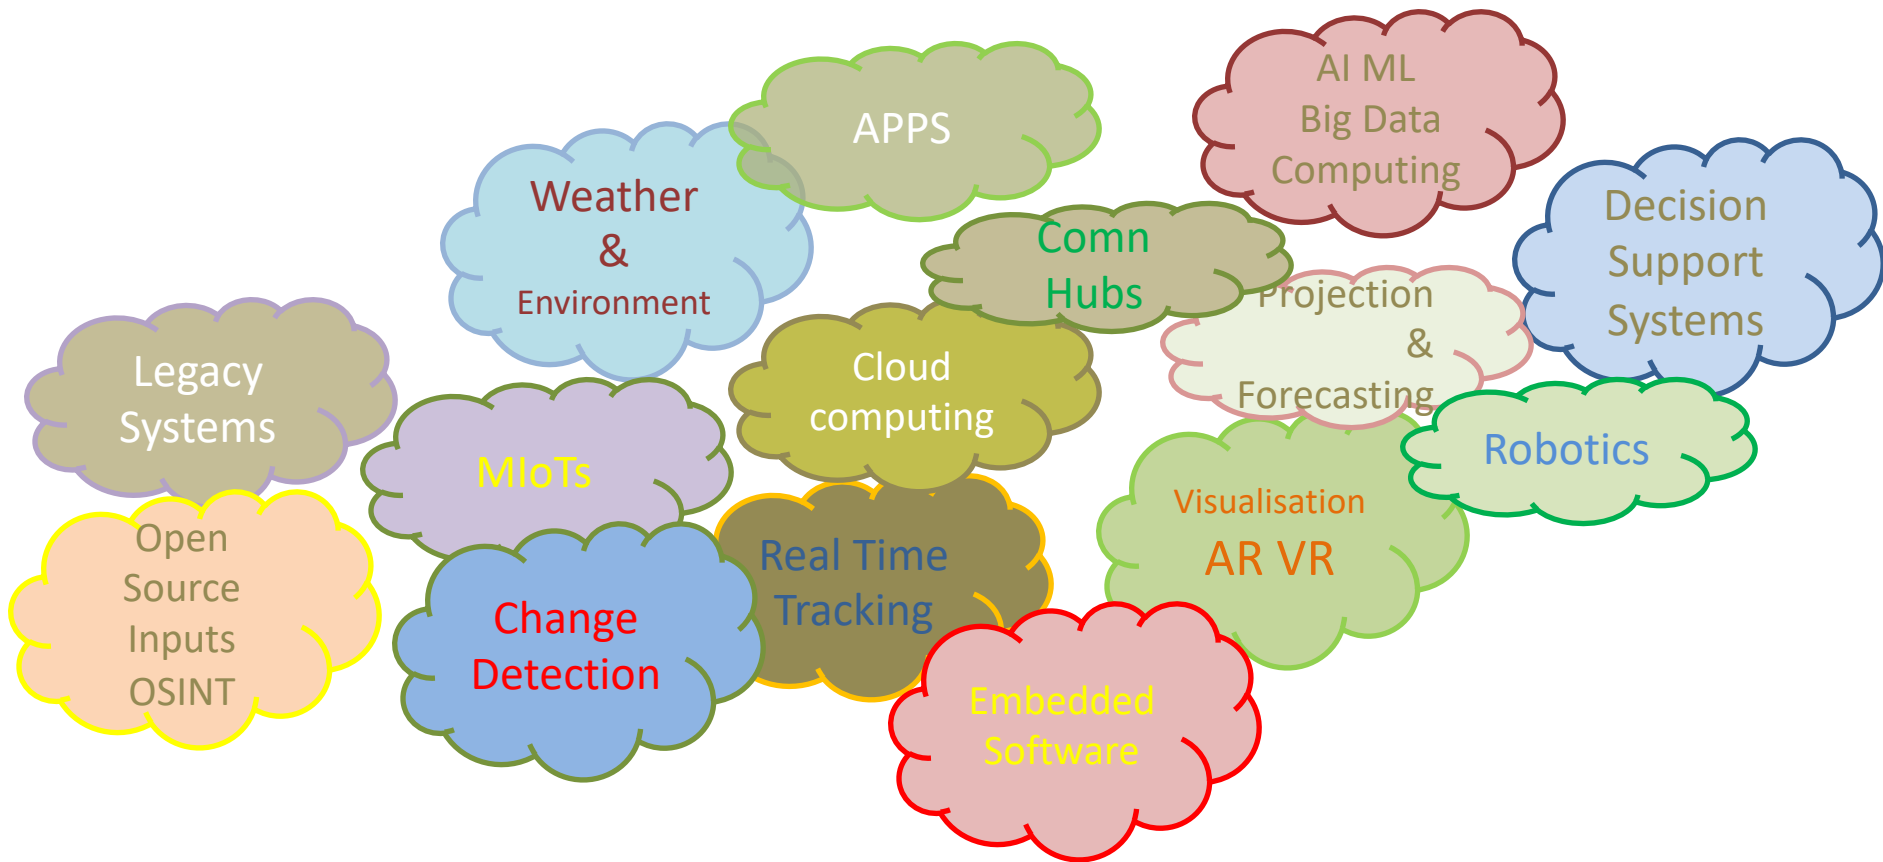 APPS
AI ML
Big Data
Computing
Weather
&
Environment
Comn
Hubs
Decision
Support
Systems
Projection
&
Forecasting
Legacy
Systems
Cloud
computing
MIoTs
Robotics
Visualisation
AR VR
Open
Source
Inputs
OSINT
Change
Detection
Real Time
Tracking
Embedded
Software